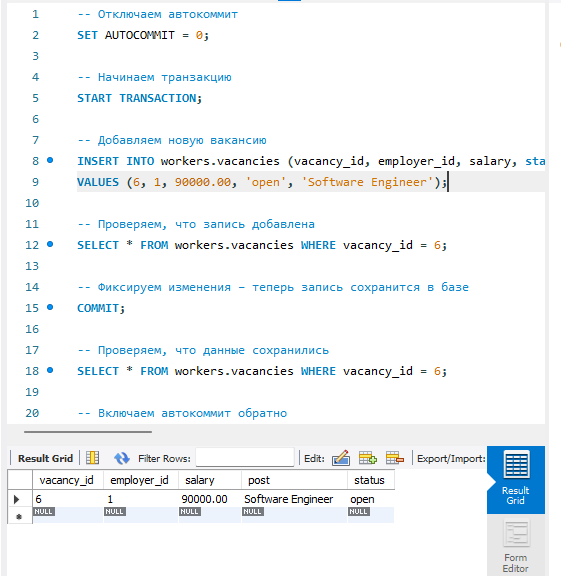 1 -- Отключаем автокоммит
2 SET AUTOCOMMIT = 0;
3
4 -- Начинаем транзакцию
5 START TRANSACTION;
6
7 -- Добавляем новую вакансию
8 INSERT INTO workers.vacancies (vacancy_id, employer_id, salary, sta
9 VALUES (6, 1, 90000.00, 'open', 'Software Engineer');
10
11 -- Проверяем, что запись добавлена
12 SELECT * FROM workers.vacancies WHERE vacancy_id = 6;
13
14 -- Фиксируем изменения – теперь запись сохранится в базе
15 COMMIT;
16
17 -- Проверяем, что данные сохранились
18 SELECT * FROM workers.vacancies WHERE vacancy_id = 6;
19
20 -- Включаем автокоммит обратно
Result Grid Filter Rows: Edit: Export/Import:
vacancy_id employer_id salary post status
6 1 90000.00 Software Engineer open
NULL NULL NULL NULL NULL
Result
Grid
Form
Editor